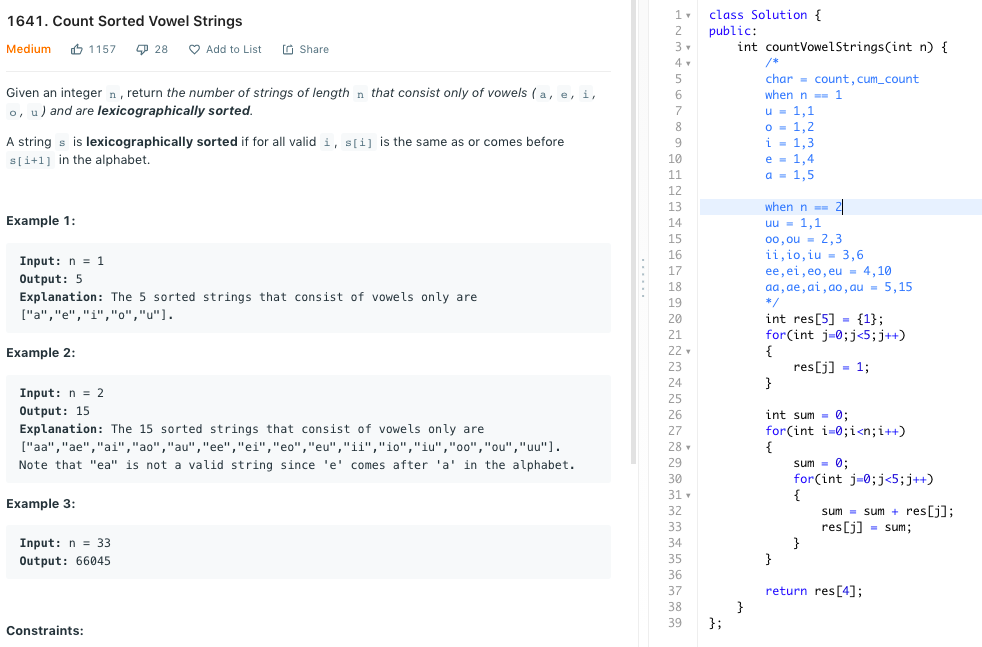 1641. Count Sorted Vowel Strings
Medium 1157 28 Add to List Share
Given an integer n, return the number of strings of length n that consist only of vowels (a, e, i,
o, u) and are lexicographically sorted.
A string s is lexicographically sorted if for all valid i, s[i] is the same as or comes before
s[i+1] in the alphabet.
Example 1:
Input: n = 1
Output: 5
Explanation: The 5 sorted strings that consist of vowels only are
["a","e","i","o","u"].
Example 2:
Input: n = 2
Output: 15
Explanation: The 15 sorted strings that consist of vowels only are
["aa","ae","ai","ao","au","ee","ei","eo","eu","ii","io","iu","oo","ou","uu"].
Note that "ea" is not a valid string since 'e' comes after 'a' in the alphabet.
Example 3:
Input: n = 33
Output: 66045
Constraints:
1 class Solution {
2 public:
3 int countVowelStrings(int n) {
4 /*
5 char = count,cum_count
6 when n == 1
7 u = 1,1
8 o = 1,2
9 i = 1,3
10 e = 1,4
11 a = 1,5
12
13 when n == 2
14 uu = 1,1
15 oo,ou = 2,3
16 ii,io,iu = 3,6
17 ee,ei,eo,eu = 4,10
18 aa,ae,ai,ao,au = 5,15
19 */
20 int res[5] = {1};
21 for(int j=0;j<5;j++)
22 {
23 res[j] = 1;
24 }
25
26 int sum = 0;
27 for(int i=0;i<n;i++)
28 {
29 sum = 0;
30 for(int j=0;j<5;j++)
31 {
32 sum = sum + res[j];
33 res[j] = sum;
34 }
35 }
36
37 return res[4];
38 }
39 };